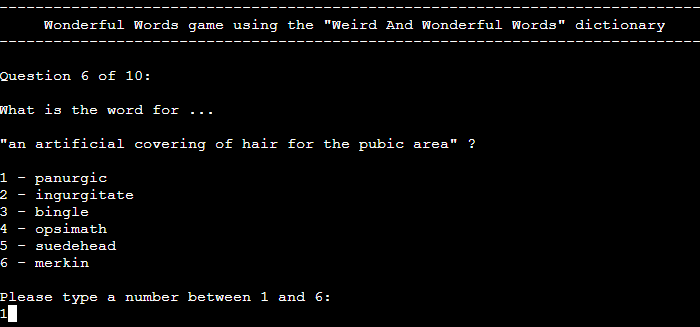 --------------------------------------------------------------------------------
Wonderful Words game using the "Weird And Wonderful Words" dictionary
--------------------------------------------------------------------------------
Question 6 of 10:
What is the word for ...
"an artificial covering of hair for the pubic area" ?
1 - panurgic
2 - ingurgitate
3 - bingle
4 - opsimath
5 - suedehead
6 - merkin
Please type a number between 1 and 6:
1